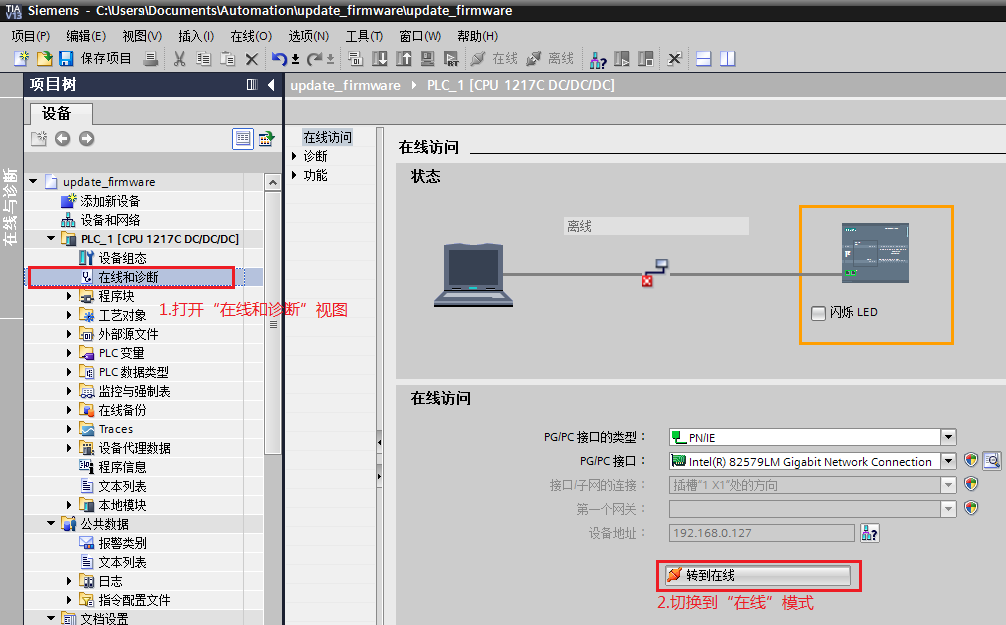 Siemens - C:\Users\Documents\Automation\update_firmware\update_firmware
项目(P) 编辑(E) 视图(V) 插入(I) 在线(O) 选项(N) 工具(T) 窗口(W) 帮助(H)
保存项目 在线 离线
项目树
update_firmware PLC_1 [CPU 1217C DC/DC/DC]
设备
在线与诊断
update_firmware
添加新设备
设备和网络
PLC_1 [CPU 1217C DC/DC/DC]
设备组态
在线和诊断
程序块
工艺对象
外部源文件
PLC 变量
PLC 数据类型
监控与强制表
在线备份
Traces
设备代理数据
程序信息
文本列表
本地模块
公共数据
报警类别
文本列表
日志
指令配置文件
文档设置
1.打开“在线和诊断”视图
在线访问
诊断
功能
在线访问
状态
离线
闪烁 LED
在线访问
PG/PC 接口的类型： PN/IE
PG/PC 接口： Intel(R) 82579LM Gigabit Network Connection
接口/子网的连接： 插槽“1 X1”处的方向
第一个网关：
设备地址： 192.168.0.127
转到在线
2.切换到“在线”模式